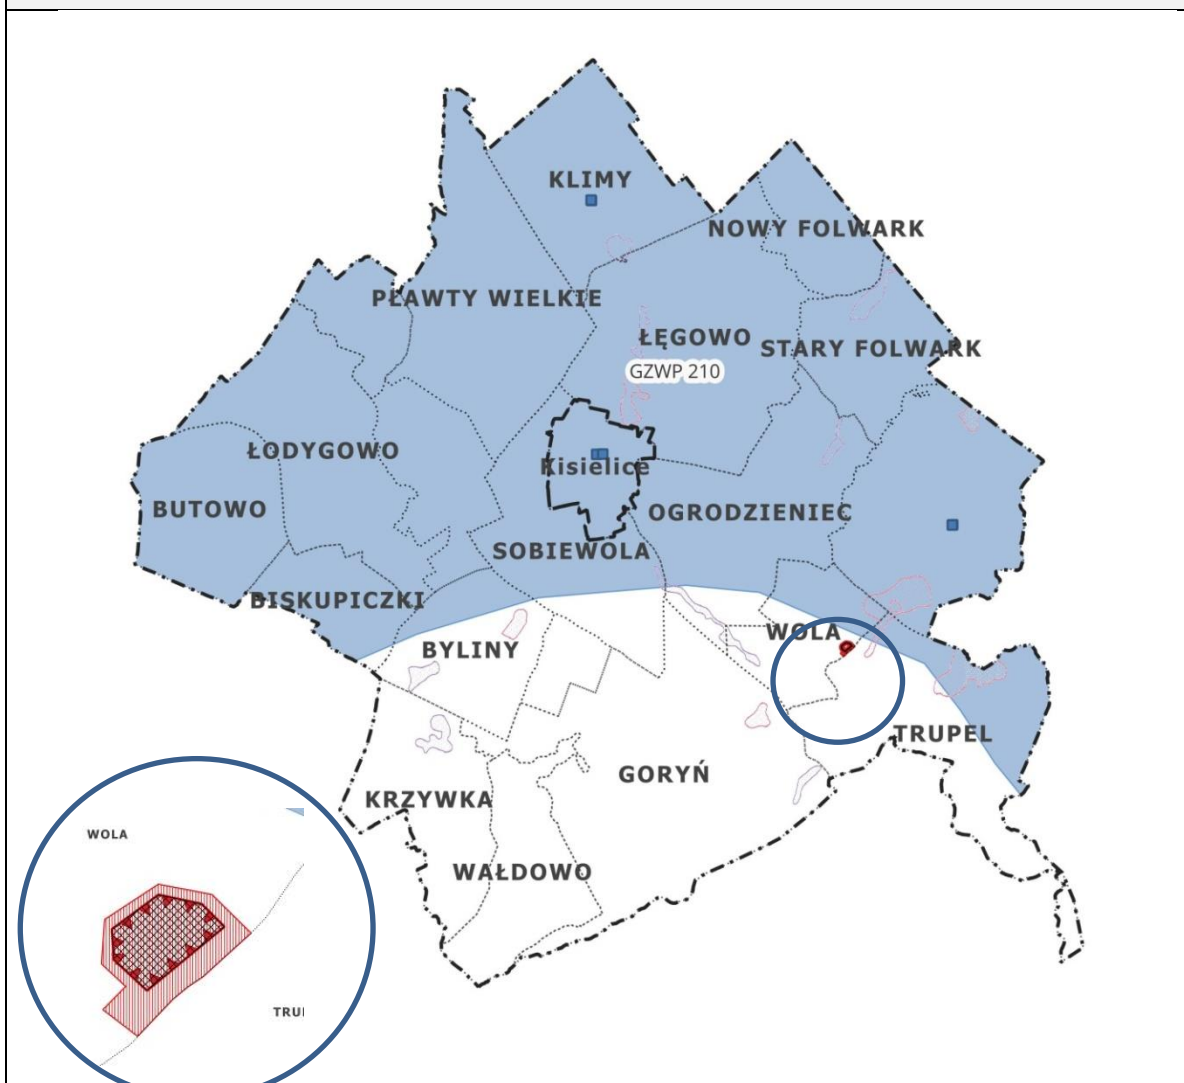 KLIMY
NOWY FOLWARK
PŁAWTY WIELKIE
ŁĘGOWO
STARY FOLWARK
GZWP 210
ŁODYGOWO
Kisielice
BUTOWO
OGRODZIENIEC
SOBIEWOLA
BISKUPICZKI
WOLA
BYLINY
TRUPEL
GORYŃ
KRZYWKA
WAŁDOWO
WOLA
TRUI